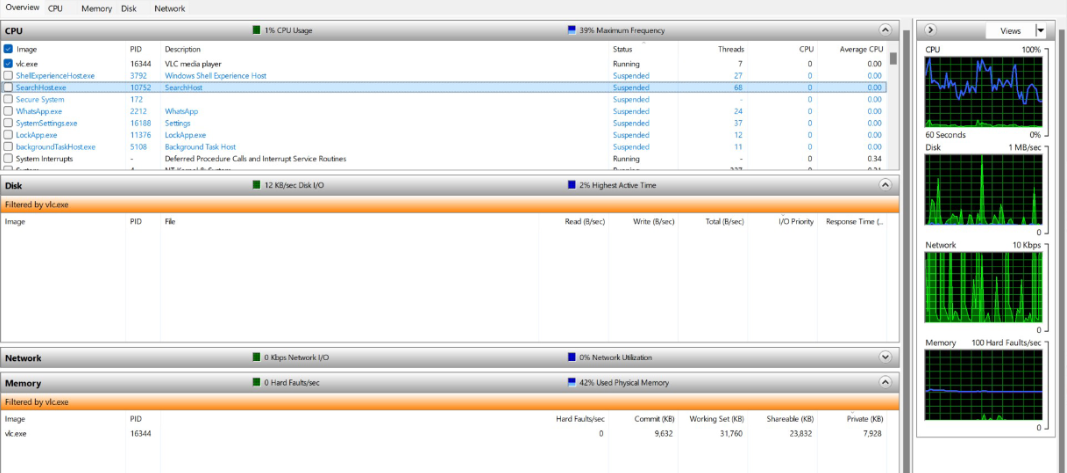 Overview CPU Memory Disk Network
CPU 1% CPU Usage 39% Maximum Frequency
Image PID Description Status Threads CPU Average CPU
vlc.exe 16344 VLC media player Running 7 0 0.00
ShellExperienceHost.exe 3792 Windows Shell Experience Host Suspended 27 0 0.00
SearchHost.exe 10752 SearchHost Suspended 68 0 0.00
Secure System 172 Suspended - 0 0.00
WhatsApp.exe 2212 WhatsApp Suspended 24 0 0.00
SystemSettings.exe 16188 Settings Suspended 37 0 0.00
LockApp.exe 11376 LockApp.exe Suspended 12 0 0.00
backgroundTaskHost.exe 5108 Background Task Host Suspended 11 0 0.00
System Interrupts - Deferred Procedure Calls and Interrupt Service Routines Running - 0 0.34
Disk 12 KB/sec Disk I/O 2% Highest Active Time
Filtered by vlc.exe
Image PID File Read (B/sec) Write (B/sec) Total (B/sec) I/O Priority Response Time (...
Network 0 Kbps Network I/O 0% Network Utilization
Memory 0 Hard Faults/sec 42% Used Physical Memory
Filtered by vlc.exe
Image PID Hard Faults/sec Commit (KB) Working Set (KB) Shareable (KB) Private (KB)
vlc.exe 16344 0 9,632 31,760 23,832 7,928
Views
CPU 100%
60 Seconds 0%
Disk 1 MB/sec
0
Network 10 Kbps
0
Memory 100 Hard Faults/sec
0